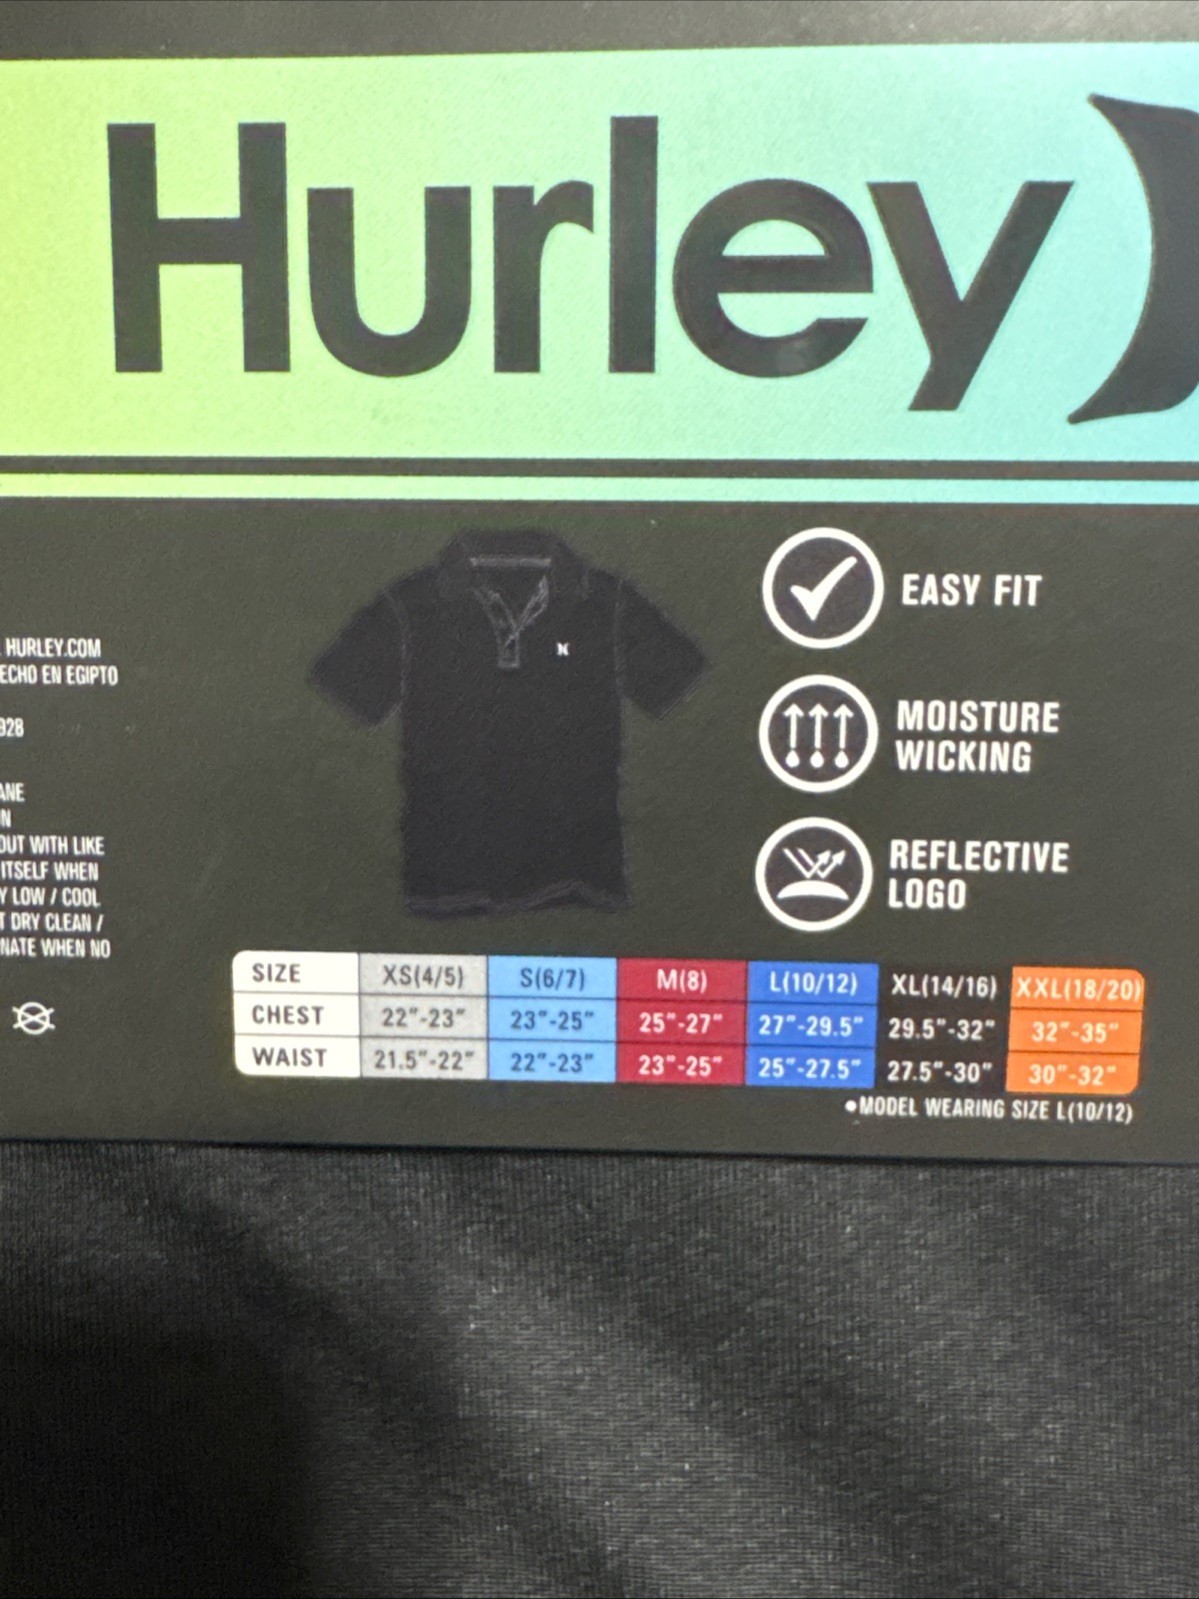 Hurley
HURLEY.COM
ECHO EN EGIPTO
928
ANE
N
OUT WITH LIKE
ITSELF WHEN
Y LOW / COOL
T DRY CLEAN /
NATE WHEN NO
EASY FIT
MOISTURE
WICKING
REFLECTIVE
LOGO
SIZE XS(4/5) S(6/7) M(8) L(10/12) XL(14/16) XXL(18/20)
CHEST 22"-23" 23"-25" 25"-27" 27"-29.5" 29.5"-32" 32"-35"
WAIST 21.5"-22" 22"-23" 23"-25" 25"-27.5" 27.5"-30" 30"-32"
•MODEL WEARING SIZE L(10/12)